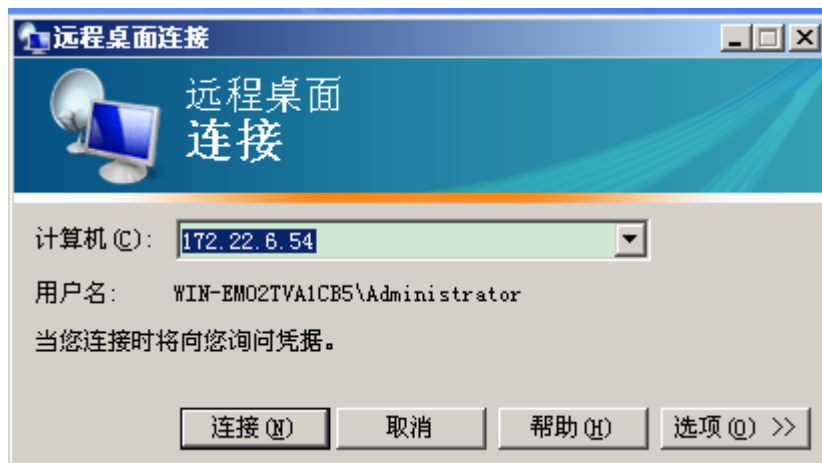 远程桌面连接
远程桌面
连接
计算机(C):
172.22.6.54
用户名: WIN-EMO2TVA1CB5\Administrator
当您连接时将向您询问凭据。
连接(N) 取消 帮助(H) 选项(O) >>